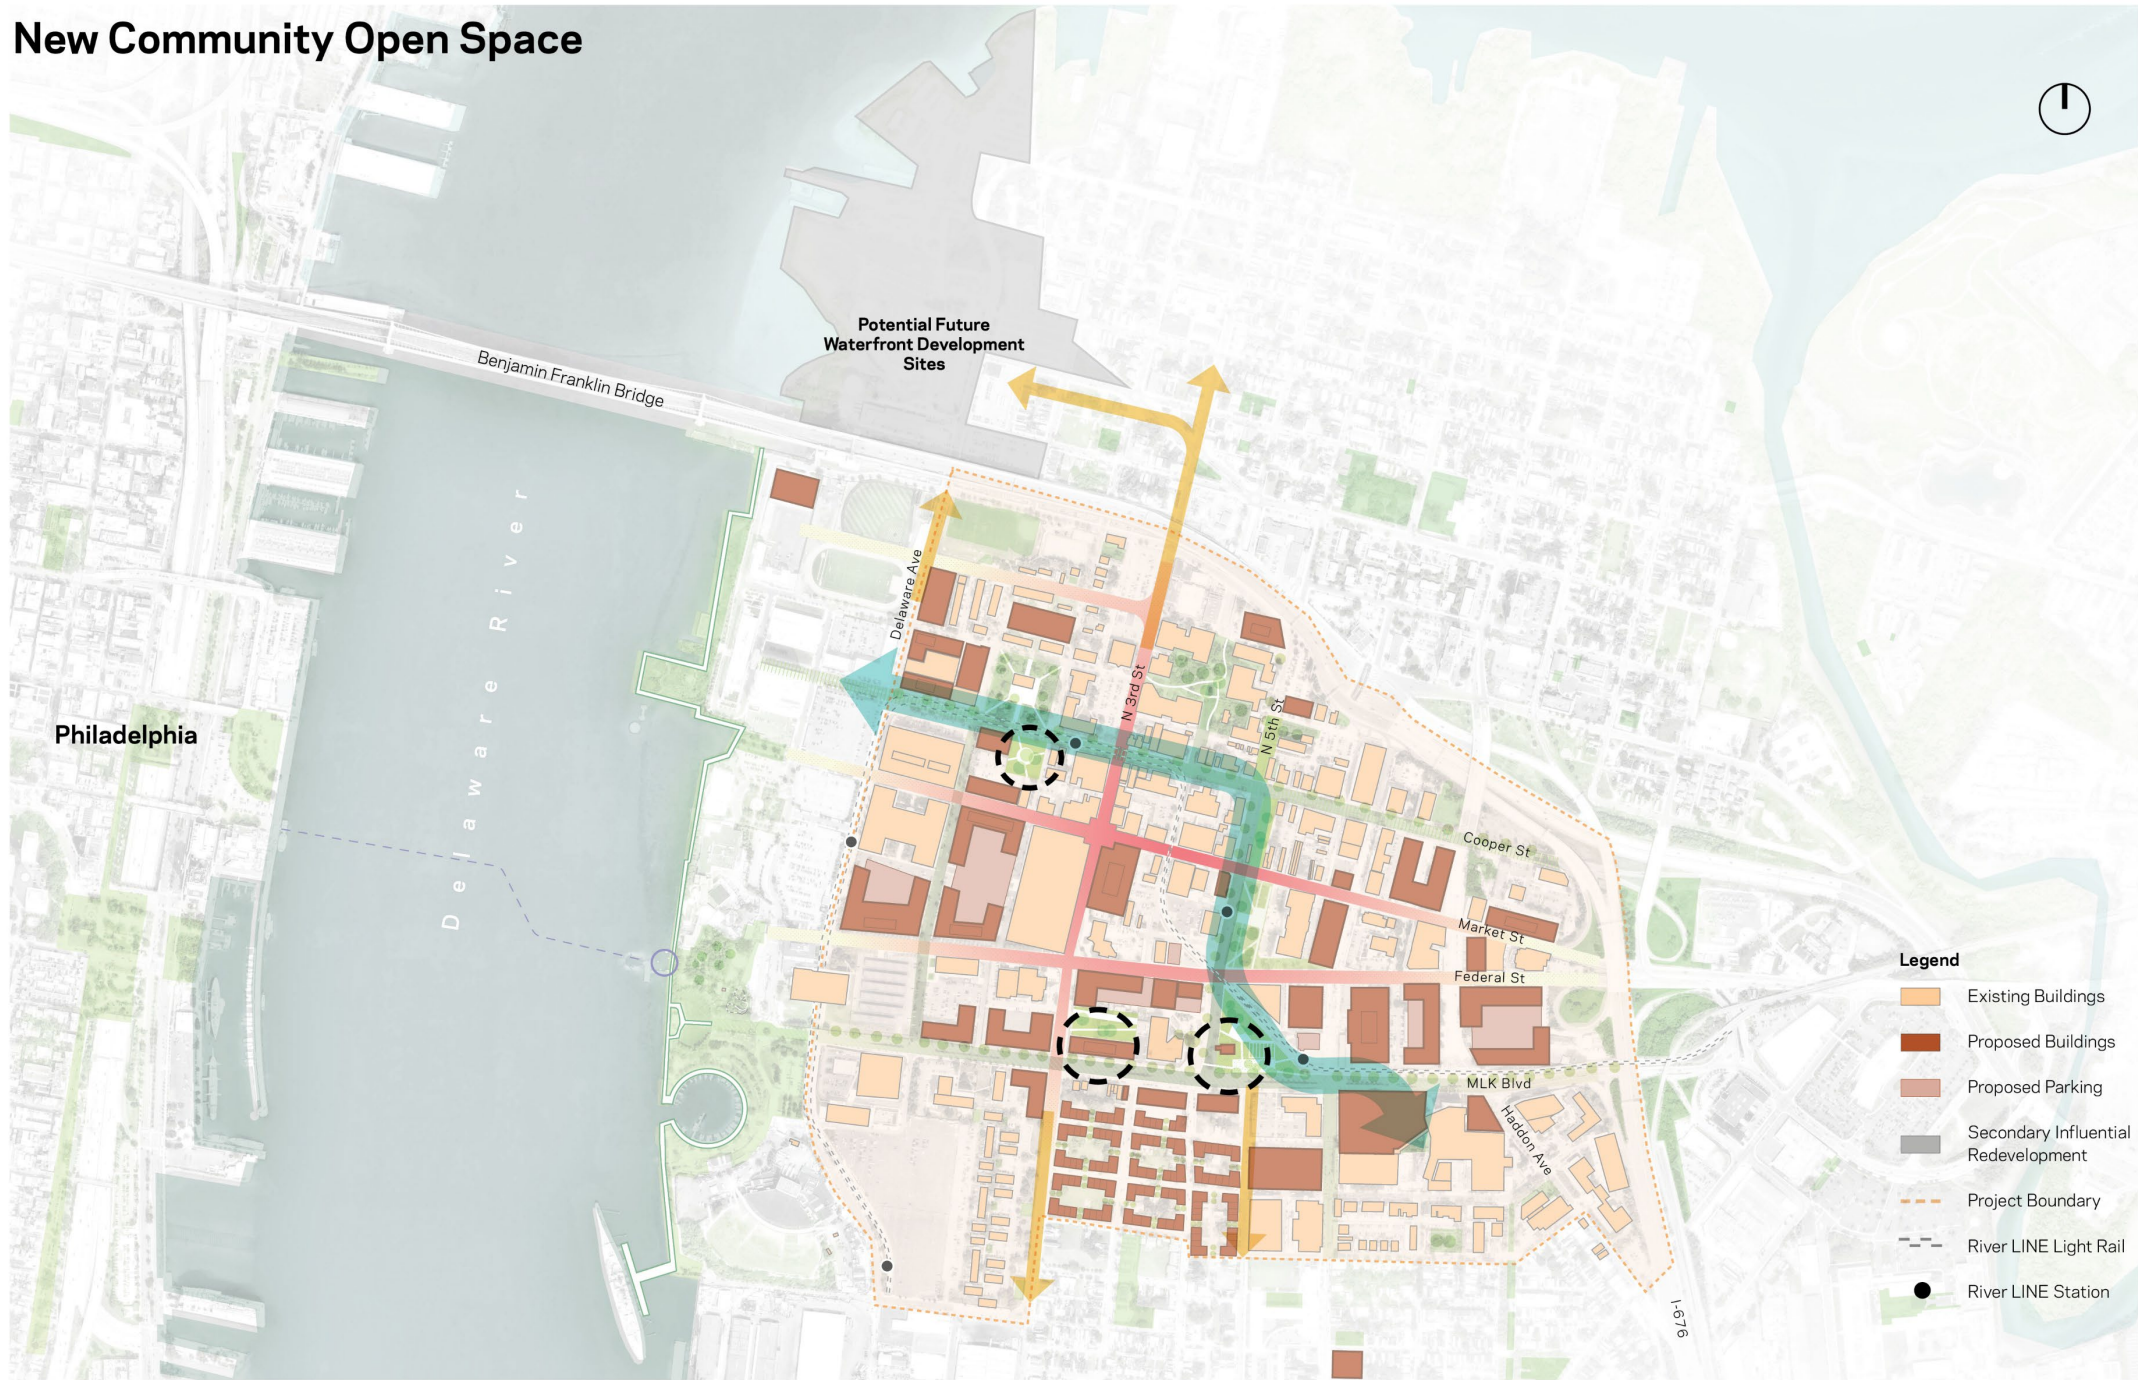 New Community Open Space
Potential Future
Waterfront Development
Sites
Benjamin Franklin Bridge
Delaware River
Delaware Ave
N 3rd St
N 5th St
Philadelphia
Cooper St
Market St
Federal St
MLK Blvd
Haddon Ave
I-676
Legend
Existing Buildings
Proposed Buildings
Proposed Parking
Secondary Influential
Redevelopment
Project Boundary
River LINE Light Rail
River LINE Station